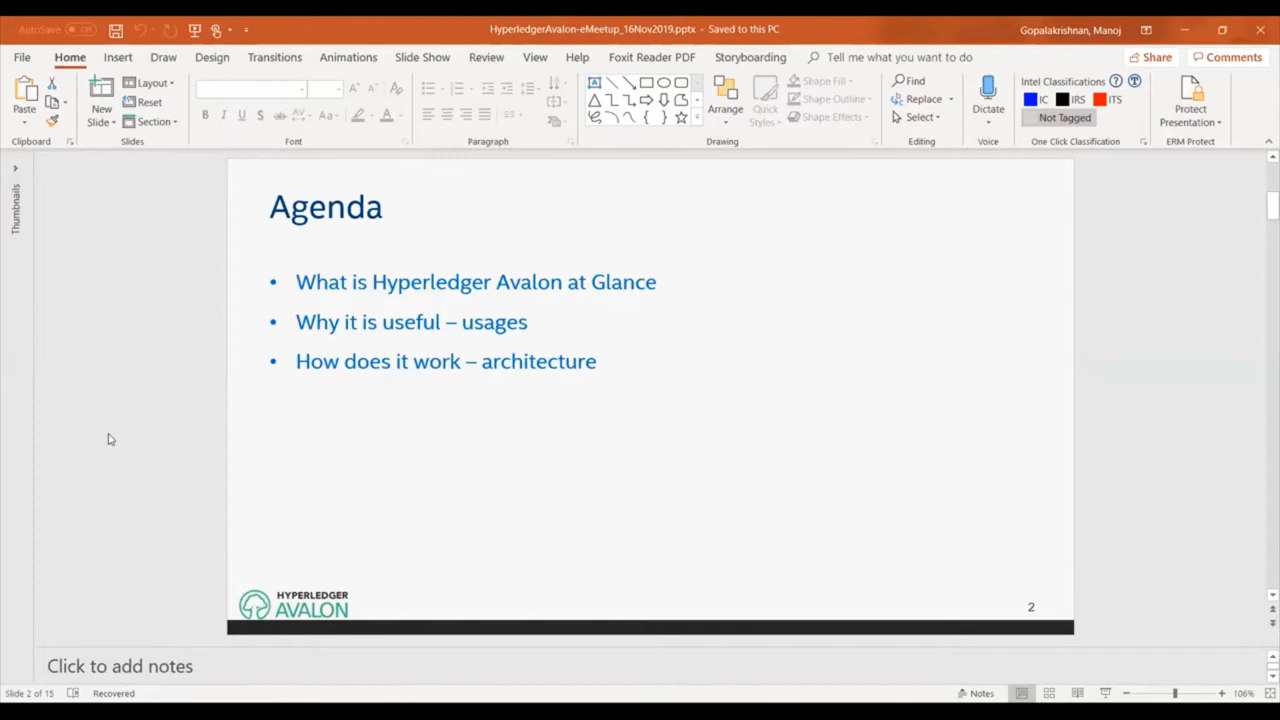 AutoSave Off
HyperledgerAvalon-eMeetup_16Nov2019.pptx - Saved to this PC
Gopalakrishnan, Manoj
File Home Insert Draw Design Transitions Animations Slide Show Review View Help Foxit Reader PDF Storyboarding Tell me what you want to do Share Comments
Paste
Clipboard
New
Slide
Layout
Reset
Section
Slides
B I U S ab AV Aa A
Font
Paragraph
Arrange
Quick
Styles
Shape Fill
Shape Outline
Shape Effects
Drawing
Find
Replace
Select
Editing
Dictate
Voice
Intel Classifications
IC IRS ITS
Not Tagged
One Click Classification
Protect
Presentation
ERM Protect
Thumbnails
Agenda
• What is Hyperledger Avalon at Glance
• Why it is useful – usages
• How does it work – architecture
HYPERLEDGER
AVALON
2
Click to add notes
Slide 2 of 15 Recovered Notes 106%